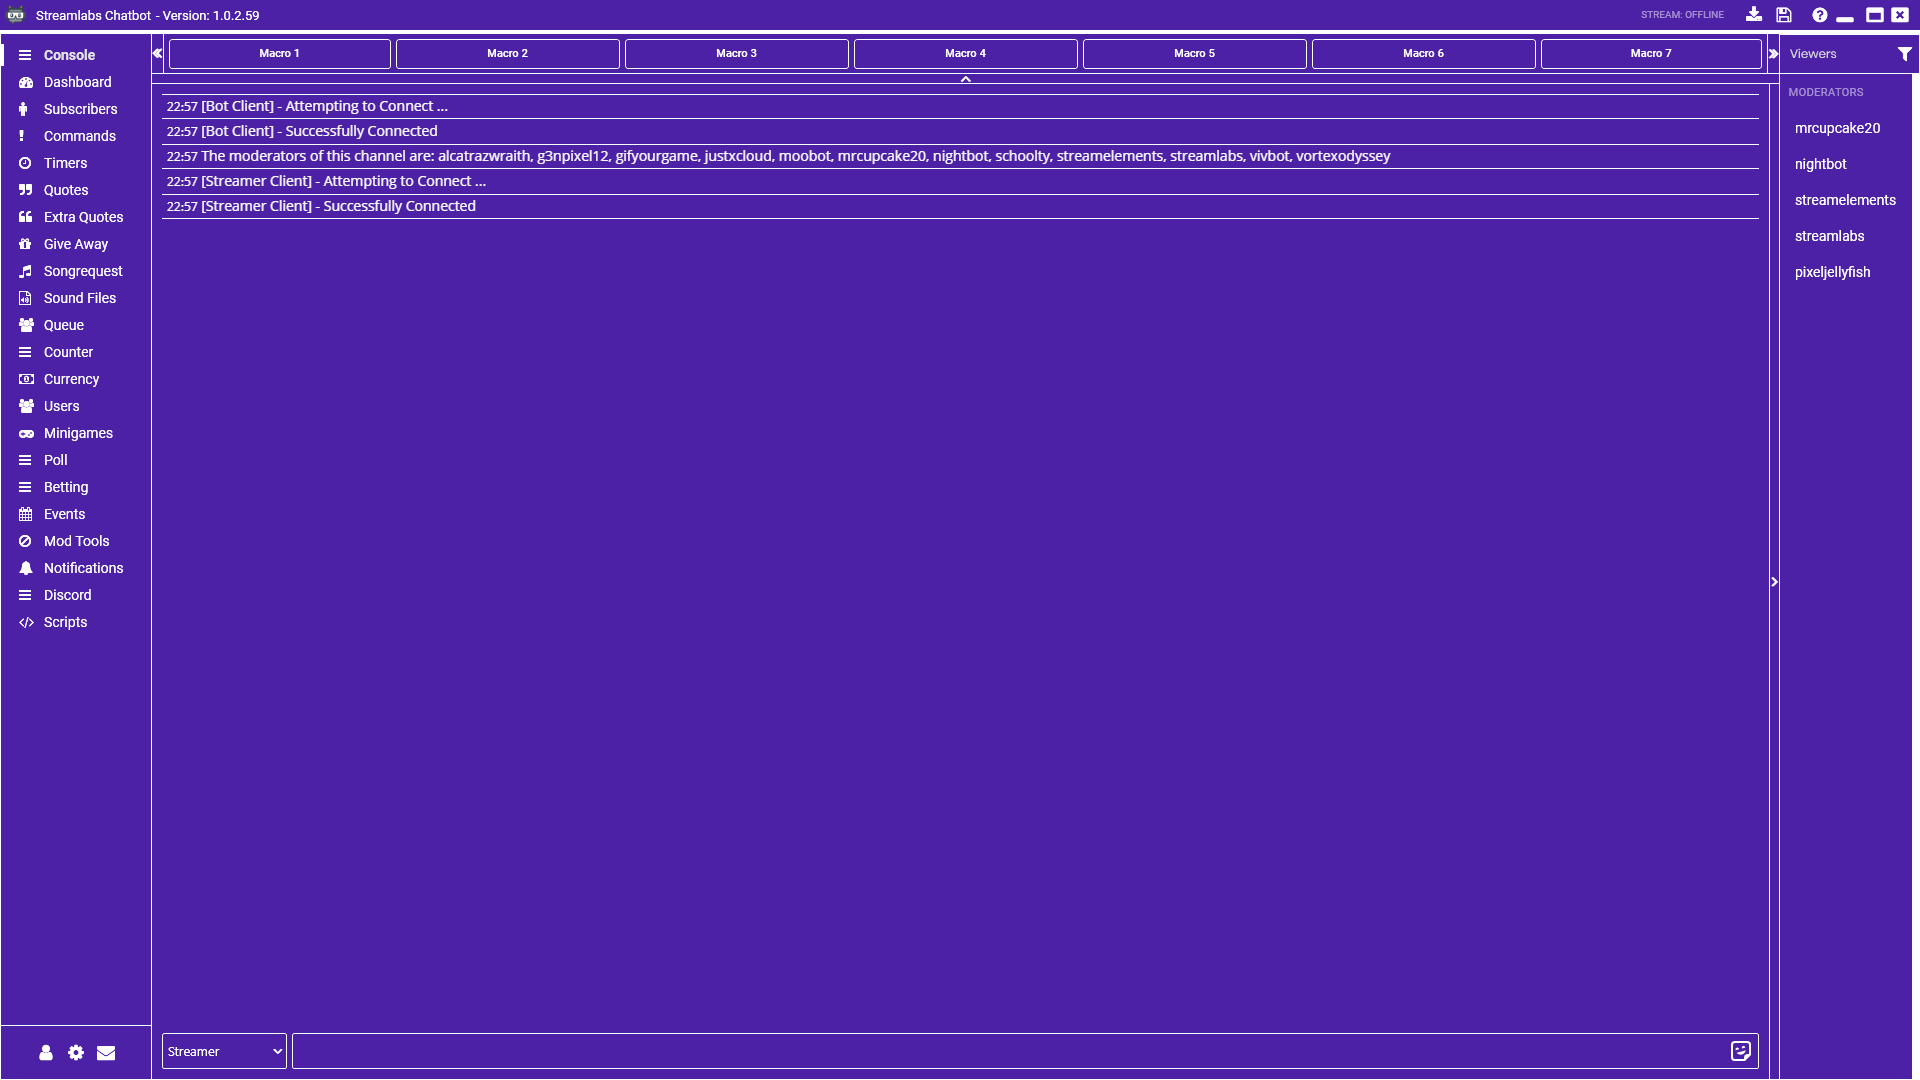 Streamlabs Chatbot - Version: 1.0.2.59
STREAM: OFFLINE
Console
Dashboard
Subscribers
Commands
Timers
Quotes
Extra Quotes
Give Away
Songrequest
Sound Files
Queue
Counter
Currency
Users
Minigames
Poll
Betting
Events
Mod Tools
Notifications
Discord
Scripts
Macro 1
Macro 2
Macro 3
Macro 4
Macro 5
Macro 6
Macro 7
22:57 [Bot Client] - Attempting to Connect ...
22:57 [Bot Client] - Successfully Connected
22:57 The moderators of this channel are: alcatrazwraith, g3npixel12, gifyourgame, justxcloud, moobot, mrcupcake20, nightbot, schoolty, streamelements, streamlabs, vivbot, vortexodyssey
22:57 [Streamer Client] - Attempting to Connect ...
22:57 [Streamer Client] - Successfully Connected
Streamer
Viewers
MODERATORS
mrcupcake20
nightbot
streamelements
streamlabs
pixeljellyfish